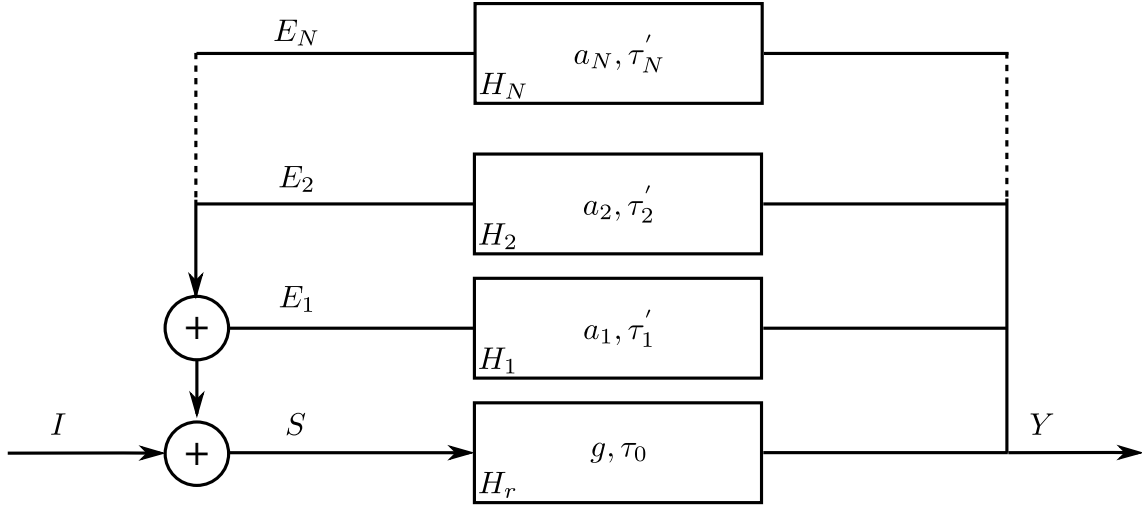 E_N
a_N, τ'_N
H_N
E_2
a_2, τ'_2
H_2
E_1
a_1, τ'_1
+
H_1
I
S
g, τ_0
Y
+
H_r